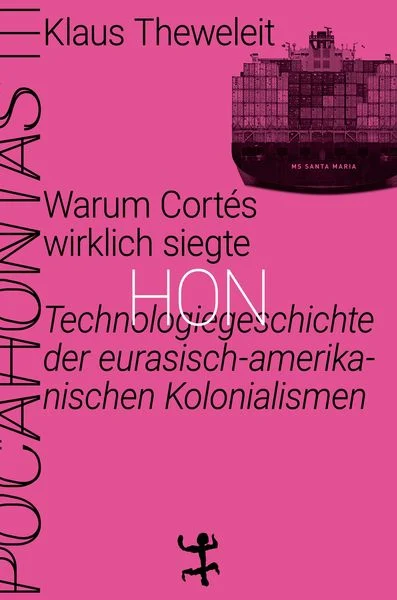 POCAHONTAS III
Klaus Theweleit
MS SANTA MARIA
Warum Cortés
wirklich siegte
HON
Technologiegeschichte
der eurasisch-amerika-
nischen Kolonialismen